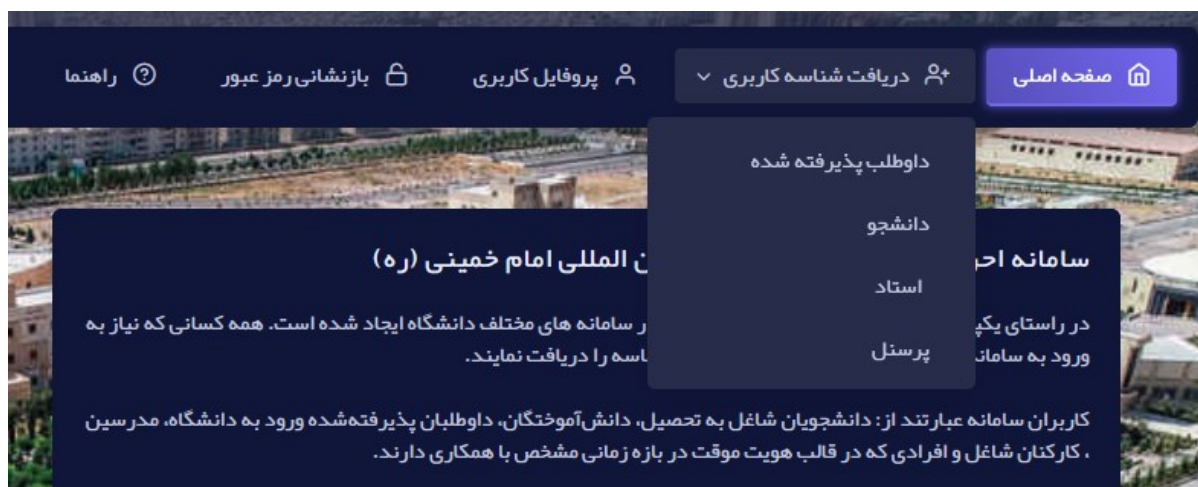 صفحه اصلی
دریافت شناسه کاربری
پروفایل کاربری
بازنشانی رمز عبور
راهنما
داوطلب پذیرفته شده
دانشجو
استاد
پرسنل
سامانه ن المللی امام خمینی (ره)
در راستای ر سامانه های مختلف دانشگاه ایجاد شده است. همه کسانی که نیاز به
ورود به اسه را دریافت نمایند.
کاربران سامانه عبارتند از: دانشجویان شاغل به تحصیل، دانش‌آموختگان، داوطلبان پذیرفته‌شده ورود به دانشگاه، مدرسین
، کارکنان شاغل و افرادی که در قالب هویت موقت در بازه زمانی مشخص با همکاری دارند.